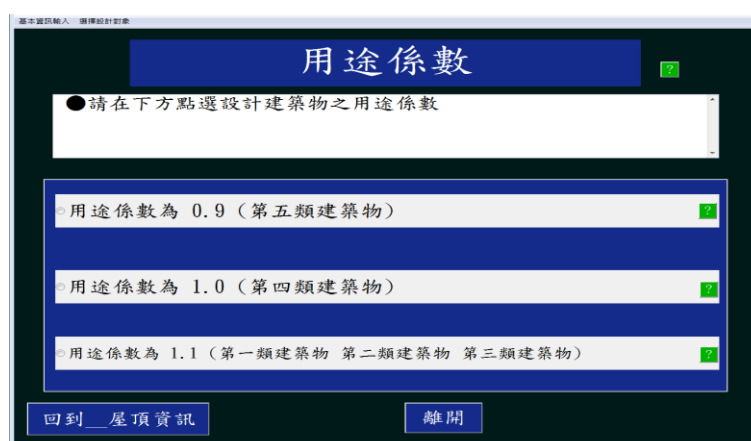 基本資訊輸入 選擇設計對象
用途係數
?
●請在下方點選設計建築物之用途係數
用途係數為 0.9 (第五類建築物)
?
用途係數為 1.0 (第四類建築物)
?
用途係數為 1.1 (第一類建築物 第二類建築物 第三類建築物)
?
回到__屋頂資訊
離開